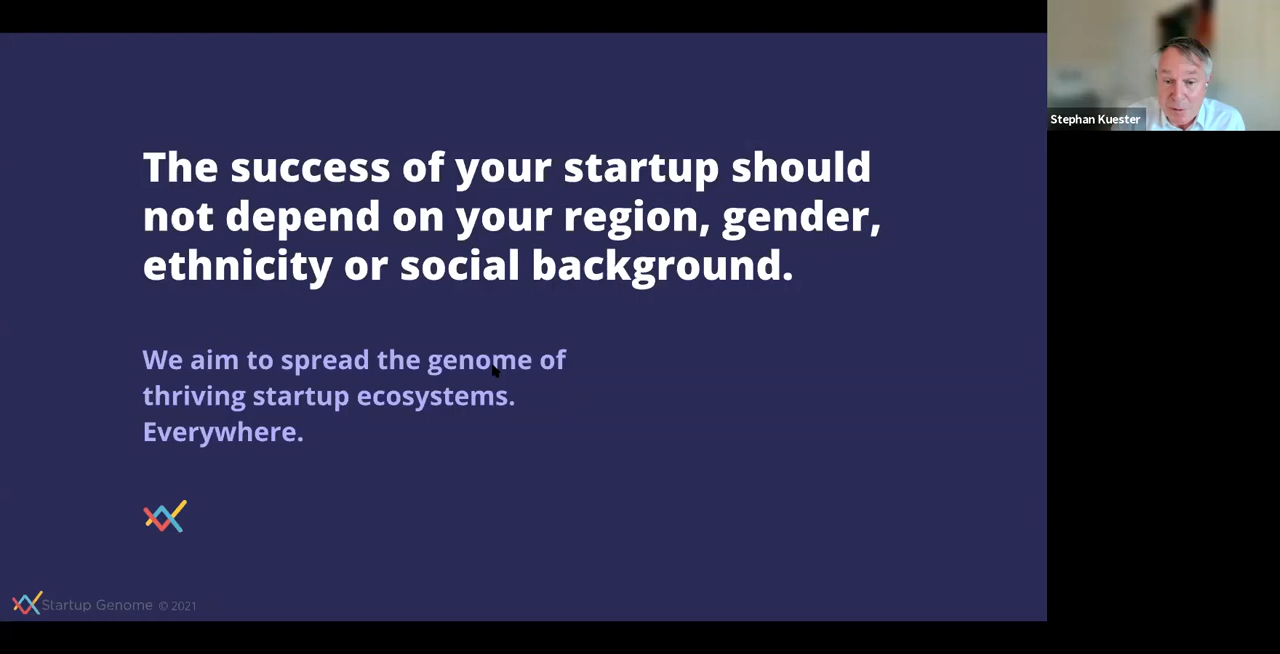 The success of your startup should
not depend on your region, gender,
ethnicity or social background.
We aim to spread the genome of
thriving startup ecosystems.
Everywhere.
Startup Genome © 2021
Stephan Kuester